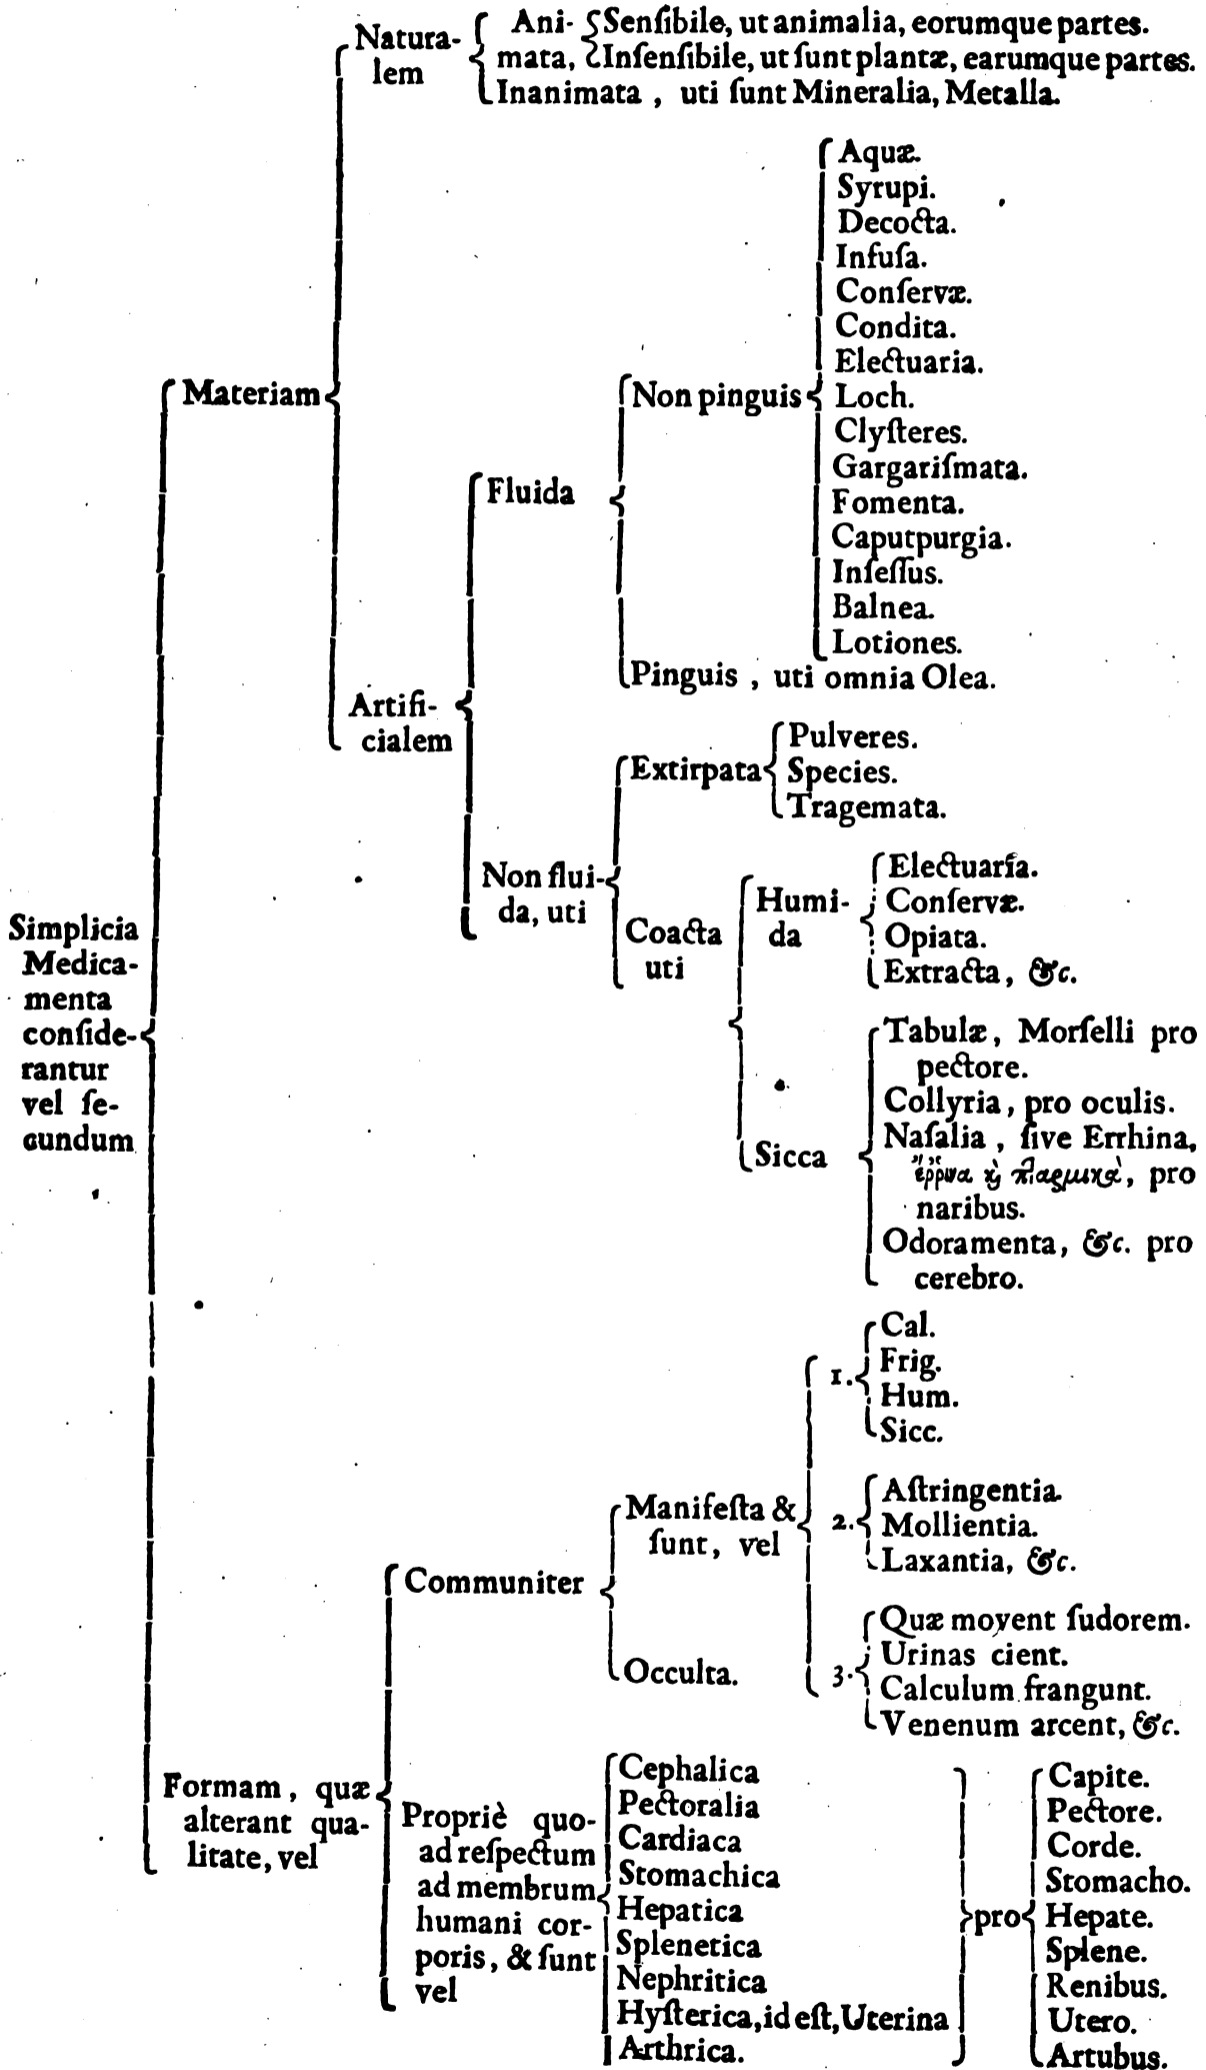 Simplicia
Medica-
menta
conſide-
rantur
vel ſe-
cundum
Materiam
Natura-
lem
Ani-
mata,
Senſibile, ut animalia, eorumque partes.
Inſenſibile, ut ſunt plantæ, earumque partes.
Inanimata, uti ſunt Mineralia, Metalla.
Artifi-
cialem
Fluida
Non pinguis
Aquæ.
Syrupi.
Decocta.
Infuſa.
Conſervæ.
Condita.
Electuaria.
Loch.
Clyſteres.
Gargariſmata.
Fomenta.
Caputpurgia.
Inſeſſus.
Balnea.
Lotiones.
Pinguis, uti omnia Olea.
Non flui-
da, uti
Extirpata
Pulveres.
Species.
Tragemata.
Coacta
uti
Humi-
da
Electuaria.
Conſervæ.
Opiata.
Extracta, &c.
Sicca
Tabulæ, Morſelli pro
pectore.
Collyria, pro oculis.
Naſalia, ſive Errhina,
ἔῤῥινα ϗ πταρμικὰ, pro
naribus.
Odoramenta, &c. pro
cerebro.
Formam, quæ
alterant qua-
litate, vel
Communiter
Manifeſta &
ſunt, vel
1.
Cal.
Frig.
Hum.
Sicc.
2.
Aſtringentia.
Mollientia.
Laxantia, &c.
3.
Quæ movent ſudorem.
Urinas cient.
Calculum frangunt.
Venenum arcent, &c.
Occulta.
Propriè quo-
ad reſpectum
ad membrum
humani cor-
poris, & ſunt
vel
Cephalica
Pectoralia
Cardiaca
Stomachica
Hepatica
Splenetica
Nephritica
Hyſterica, id eſt, Uterina
Arthrica.
pro
Capite.
Pectore.
Corde.
Stomacho.
Hepate.
Splene.
Renibus.
Utero.
Artubus.